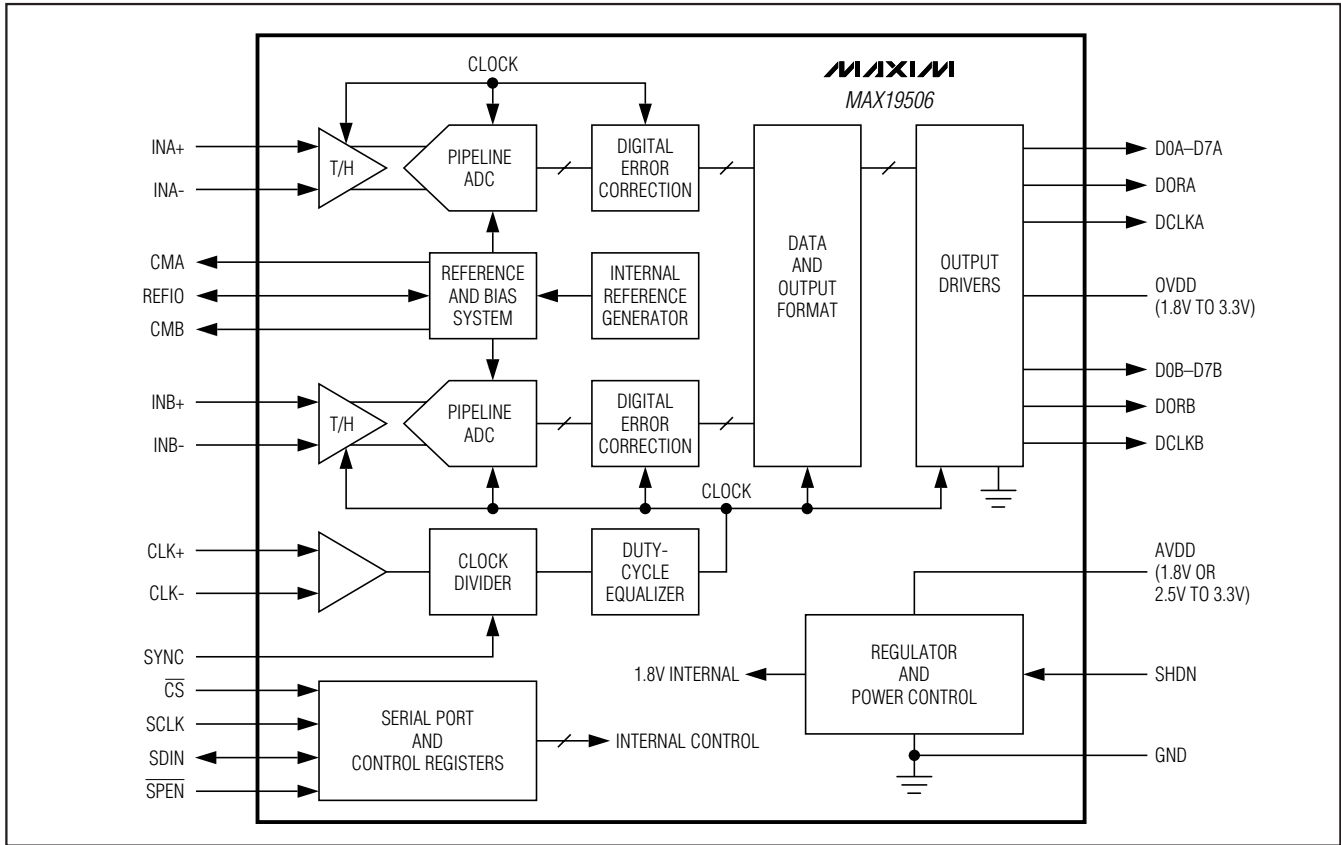 MAXIM
MAX19506
CLOCK
INA+
INA-
T/H
PIPELINE
ADC
DIGITAL
ERROR
CORRECTION
DATA
AND
OUTPUT
FORMAT
OUTPUT
DRIVERS
D0A–D7A
DORA
DCLKA
OVDD
(1.8V TO 3.3V)
D0B–D7B
DORB
DCLKB
CMA
REFIO
CMB
REFERENCE
AND BIAS
SYSTEM
INTERNAL
REFERENCE
GENERATOR
INB+
INB-
T/H
PIPELINE
ADC
DIGITAL
ERROR
CORRECTION
CLOCK
CLK+
CLK-
SYNC
CLOCK
DIVIDER
DUTY-
CYCLE
EQUALIZER
AVDD
(1.8V OR
2.5V TO 3.3V)
1.8V INTERNAL
REGULATOR
AND
POWER CONTROL
SHDN
GND
C̅S̅
SCLK
SDIN
S̅P̅E̅N̅
SERIAL PORT
AND
CONTROL REGISTERS
INTERNAL CONTROL